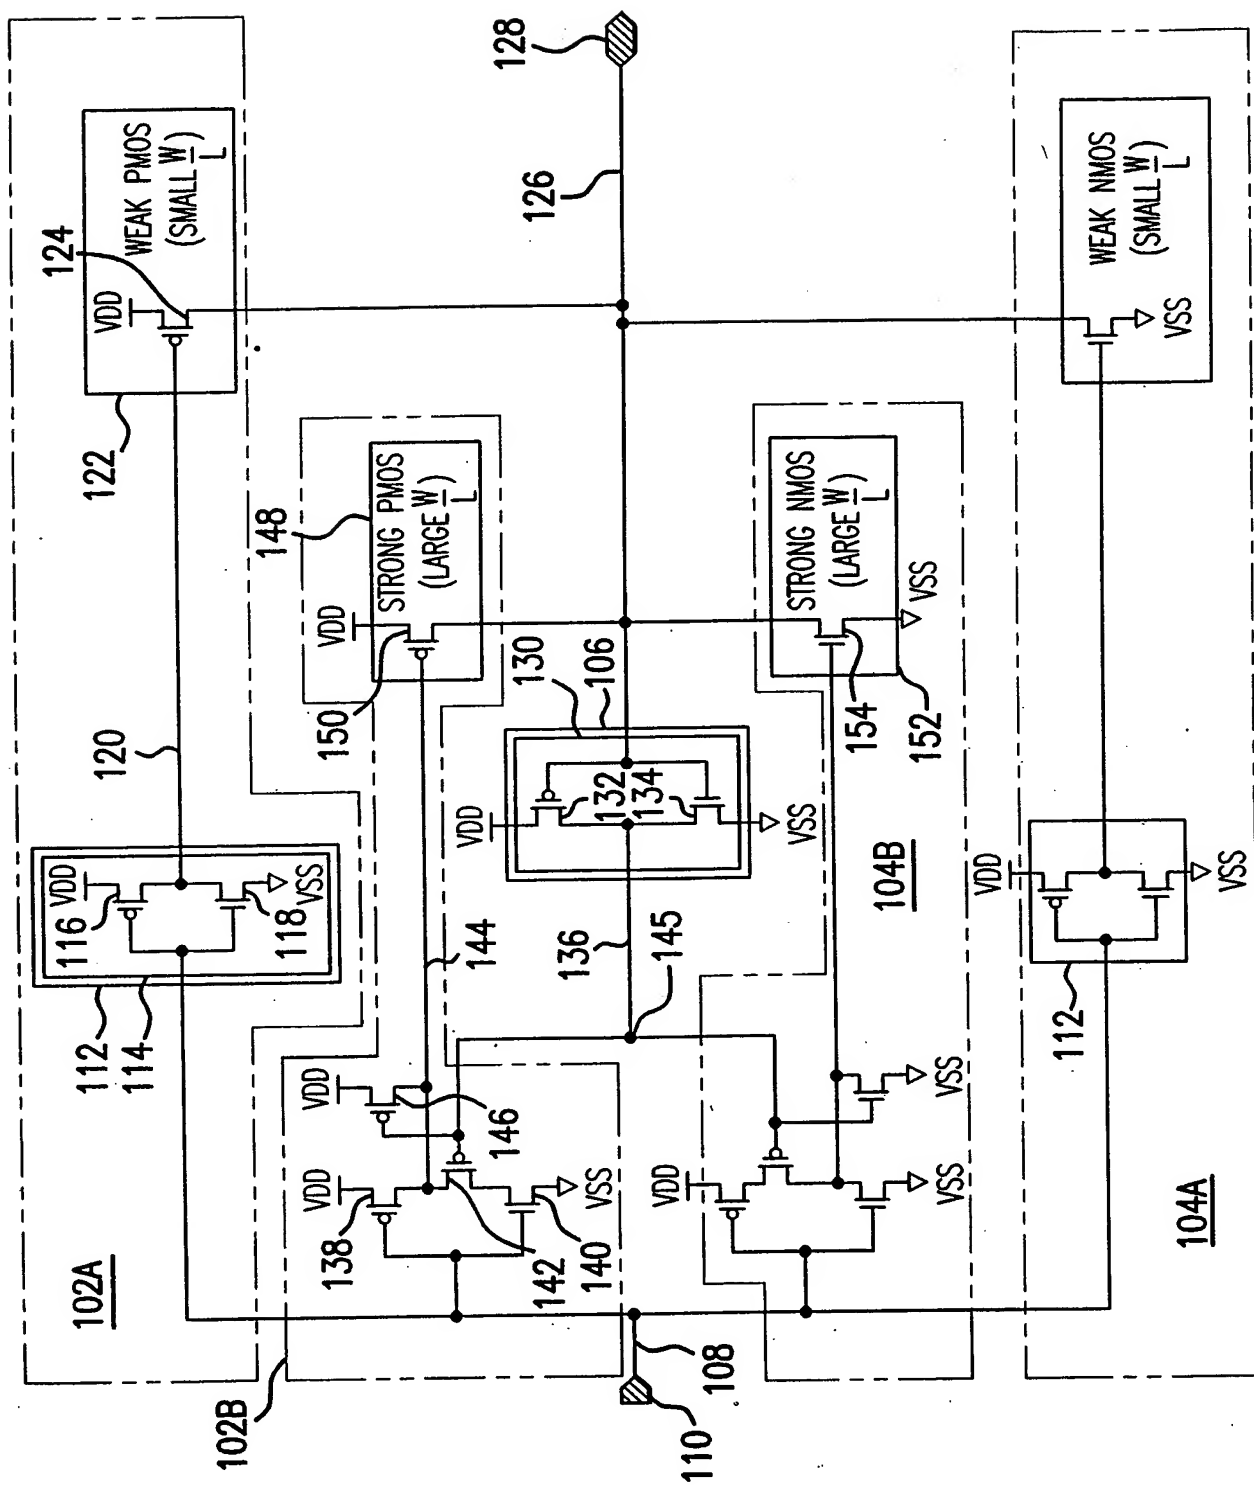 102A
112
114
116
VDD
118
VSS
120
122
124
VDD
WEAK PMOS
(SMALL W/L)
102B
138
VDD
VDD
146
142
140
VSS
144
150
VDD
148
STRONG PMOS
(LARGE W/L)
110
108
145
136
VDD
132
134
VSS
130
106
126
128
VDD
VSS
VSS
104B
154
152
VSS
STRONG NMOS
(LARGE W/L)
104A
112
VDD
VSS
VSS
WEAK NMOS
(SMALL W/L)